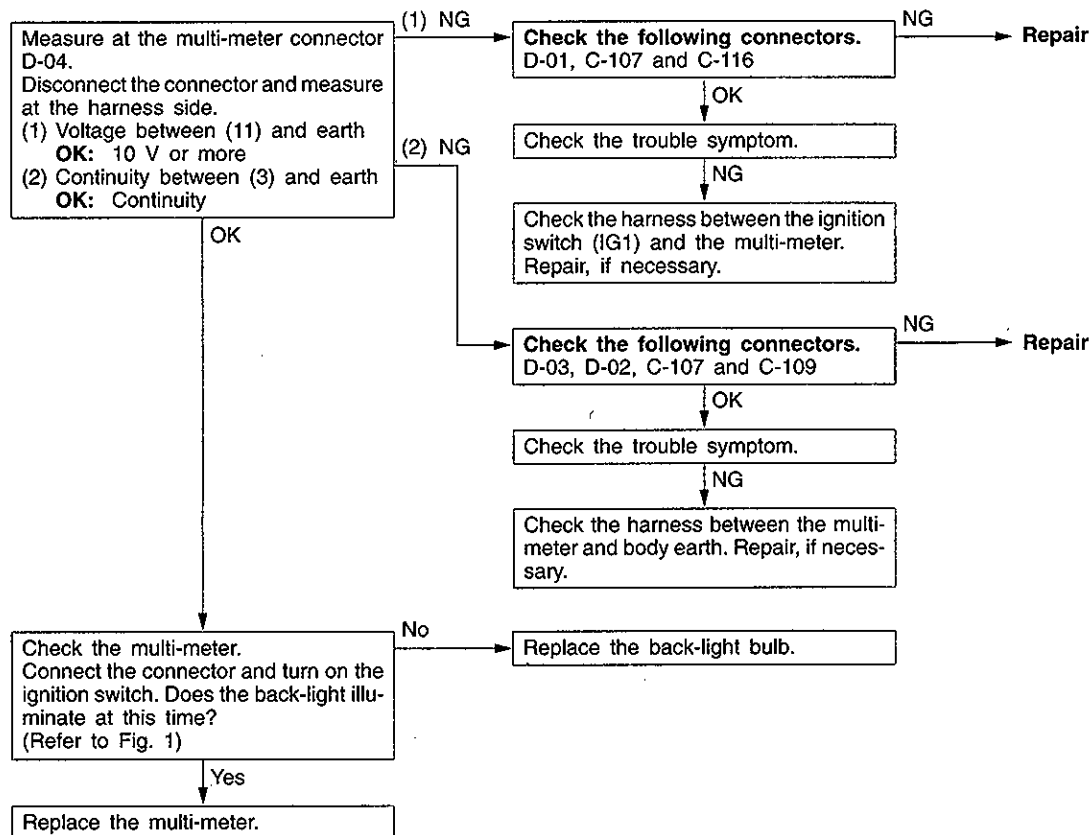 Measure at the multi-meter connector
D-04.
Disconnect the connector and measure
at the harness side.
(1) Voltage between (11) and earth
OK: 10 V or more
(2) Continuity between (3) and earth
OK: Continuity
(1) NG
Check the following connectors.
D-01, C-107 and C-116
NG
Repair
OK
Check the trouble symptom.
NG
Check the harness between the ignition
switch (IG1) and the multi-meter.
Repair, if necessary.
(2) NG
Check the following connectors.
D-03, D-02, C-107 and C-109
NG
Repair
OK
Check the trouble symptom.
NG
Check the harness between the multi-
meter and body earth. Repair, if neces-
sary.
OK
Check the multi-meter.
Connect the connector and turn on the
ignition switch. Does the back-light illu-
minate at this time?
(Refer to Fig. 1)
No
Replace the back-light bulb.
Yes
Replace the multi-meter.